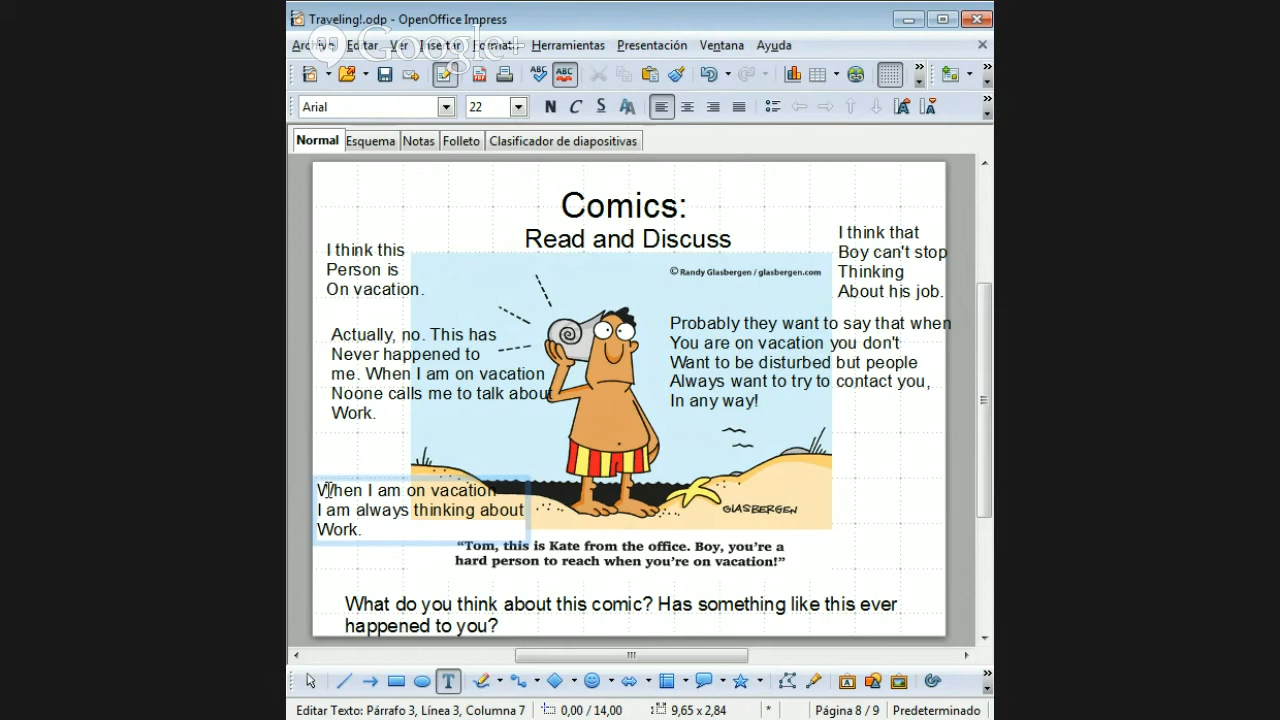 Traveling!.odp - OpenOffice Impress
Archivo Editar Ver Insertar Formato Herramientas Presentación Ventana Ayuda
Google+
ABC ABC
Arial 22 N C S
Normal Esquema Notas Folleto Clasificador de diapositivas
Comics:
Read and Discuss
I think this
Person is
On vacation.
I think that
Boy can't stop
Thinking
About his job.
© Randy Glasbergen / glasbergen.com
Actually, no. This has
Never happened to
me. When I am on vacation
Noone calls me to talk about
Work.
Probably they want to say that when
You are on vacation you don't
Want to be disturbed but people
Always want to try to contact you,
In any way!
When I am on vacation
I am always thinking about
Work.
GLASBERGEN
“Tom, this is Kate from the office. Boy, you’re a
hard person to reach when you’re on vacation!”
What do you think about this comic? Has something like this ever
happened to you?
Editar Texto: Párrafo 3, Línea 3, Columna 7 0,00 / 14,00 9,65 x 2,84 * Página 8 / 9 Predeterminado